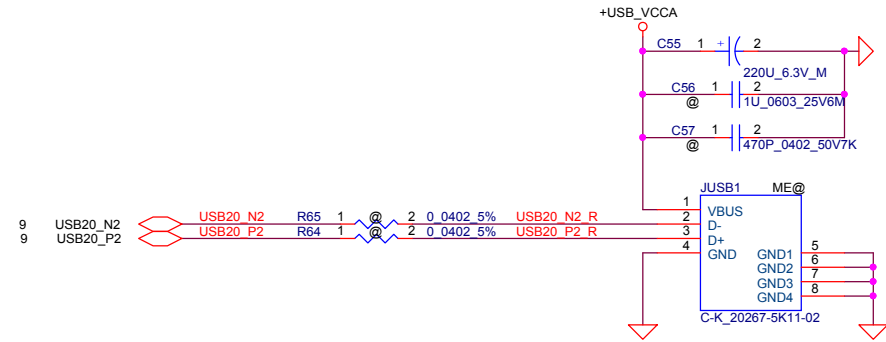 +USB_VCCA
C55 1 + 2
220U_6.3V_M
C56 1 2
@ 1U_0603_25V6M
C57 1 2
@ 470P_0402_50V7K
JUSB1 ME@
9 USB20_N2 USB20_N2 R65 1 @ 2 0_0402_5% USB20_N2_R 2 D-
9 USB20_P2 USB20_P2 R64 1 @ 2 0_0402_5% USB20_P2_R 3 D+
1 VBUS
4 GND
GND1 5
GND2 6
GND3 7
GND4 8
C-K_20267-5K11-02